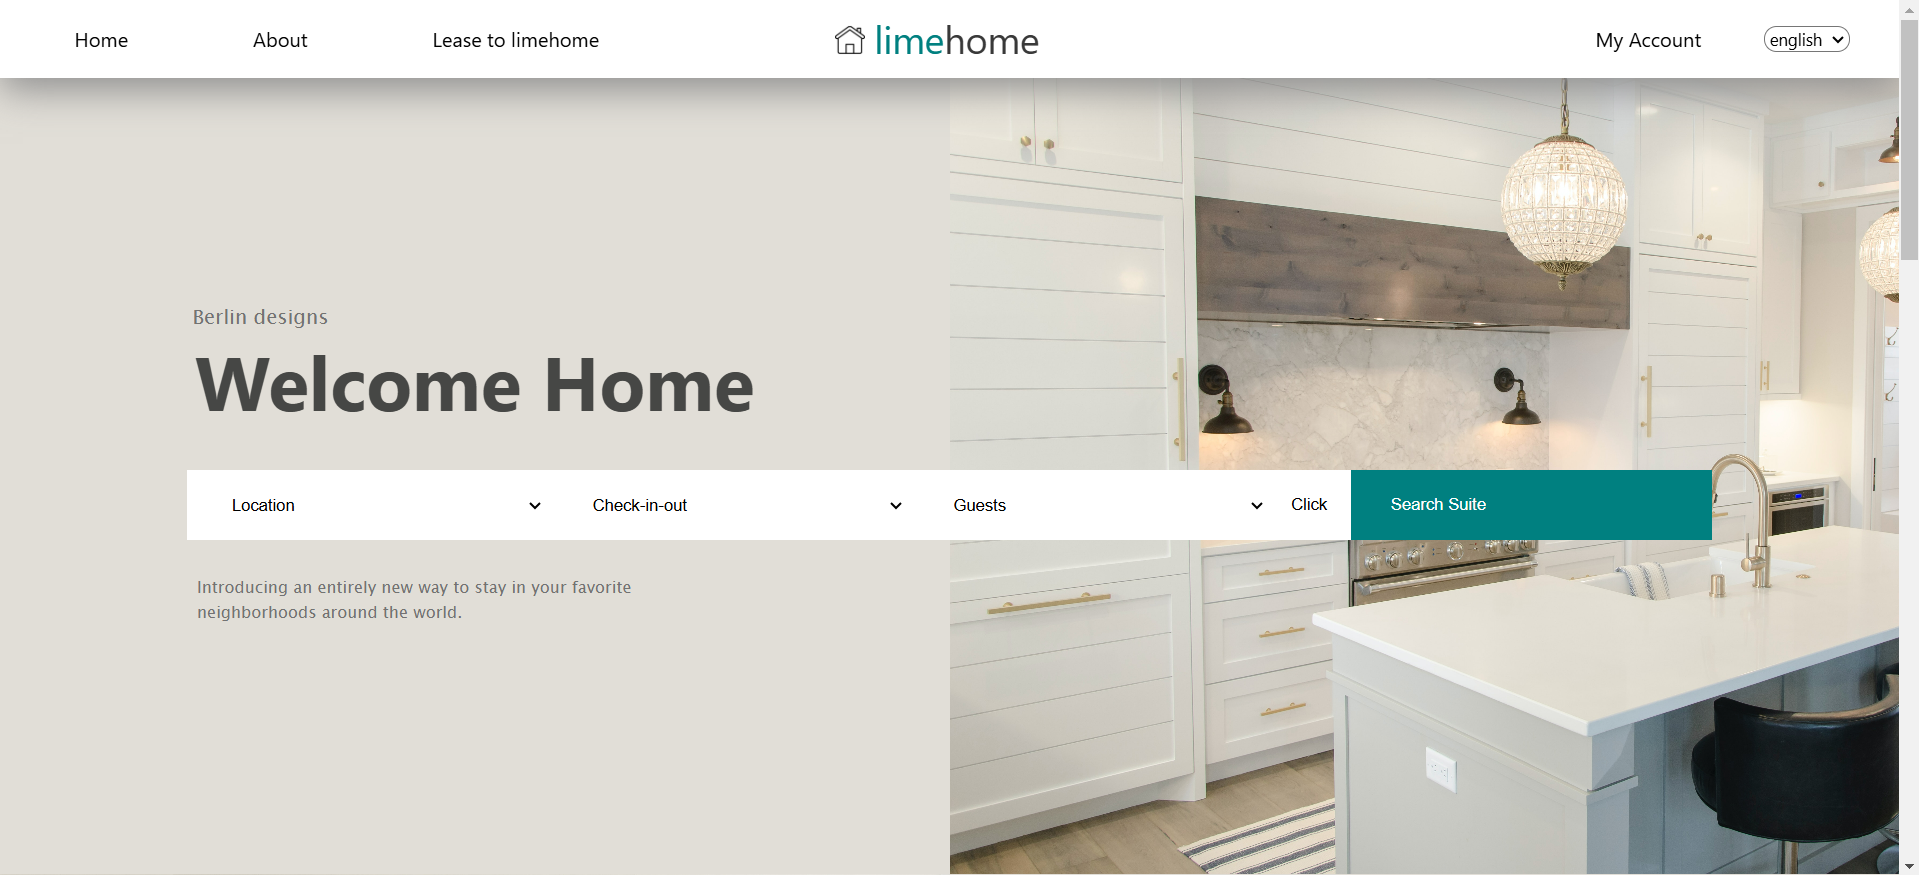 Home About Lease to limehome limehome My Account english
Berlin designs
Welcome Home
Location Check-in-out Guests Click Search Suite
Introducing an entirely new way to stay in your favorite
neighborhoods around the world.